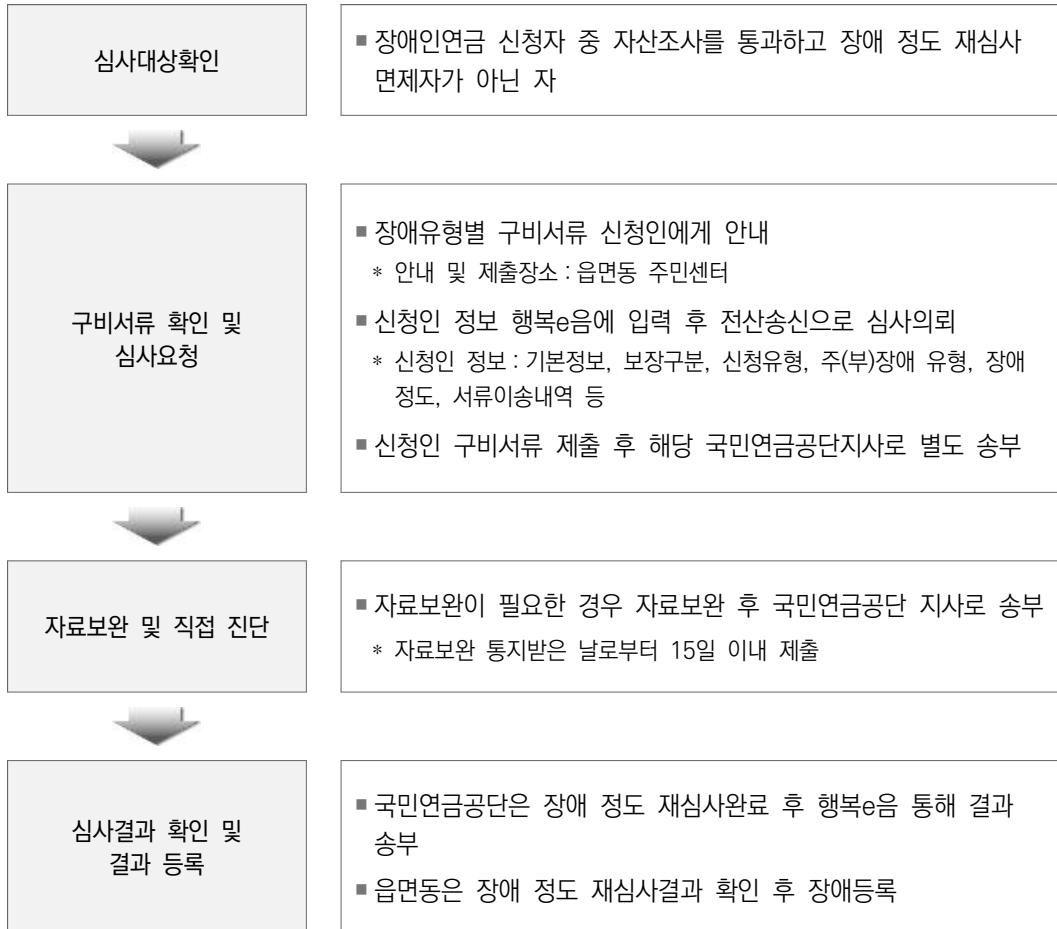 심사대상확인
■ 장애인연금 신청자 중 자산조사를 통과하고 장애 정도 재심사
면제자가 아닌 자
구비서류 확인 및
심사요청
■ 장애유형별 구비서류 신청인에게 안내
* 안내 및 제출장소 : 읍면동 주민센터
■ 신청인 정보 행복e음에 입력 후 전산송신으로 심사의뢰
* 신청인 정보 : 기본정보, 보장구분, 신청유형, 주(부)장애 유형, 장애
정도, 서류이송내역 등
■ 신청인 구비서류 제출 후 해당 국민연금공단지사로 별도 송부
자료보완 및 직접 진단
■ 자료보완이 필요한 경우 자료보완 후 국민연금공단 지사로 송부
* 자료보완 통지받은 날로부터 15일 이내 제출
심사결과 확인 및
결과 등록
■ 국민연금공단은 장애 정도 재심사완료 후 행복e음 통해 결과
송부
■ 읍면동은 장애 정도 재심사결과 확인 후 장애등록